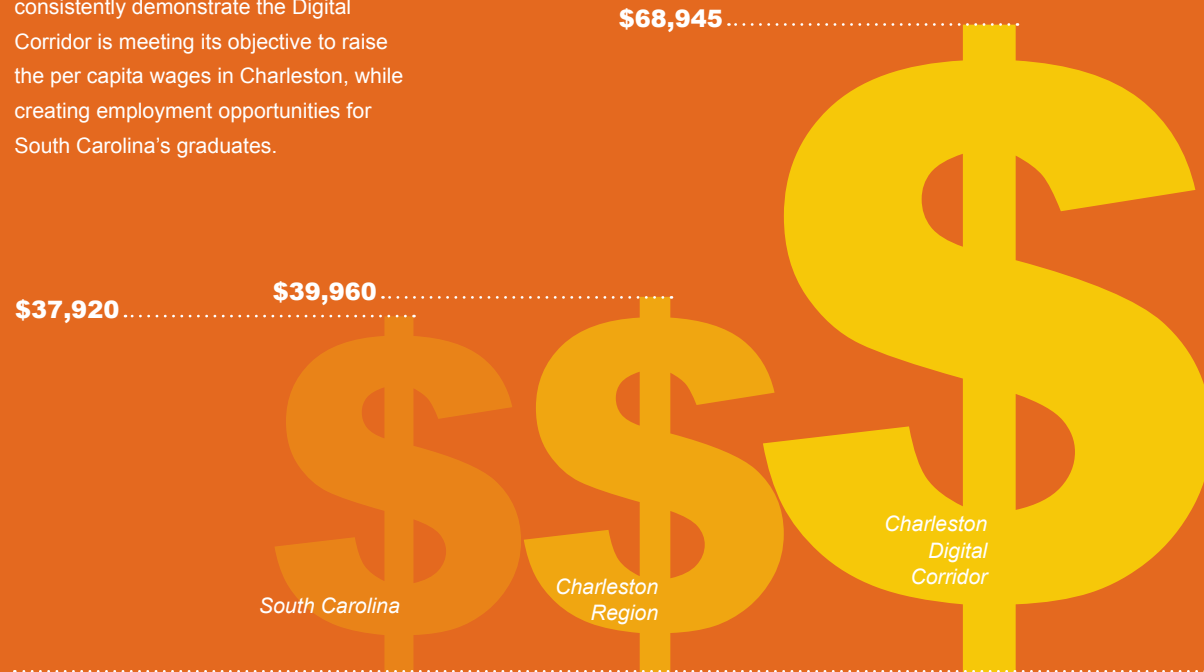 consistently demonstrate the Digital
Corridor is meeting its objective to raise
the per capita wages in Charleston, while
creating employment opportunities for
South Carolina’s graduates.
$68,945
$39,960
$37,920
Charleston
Digital
Corridor
Charleston
Region
South Carolina